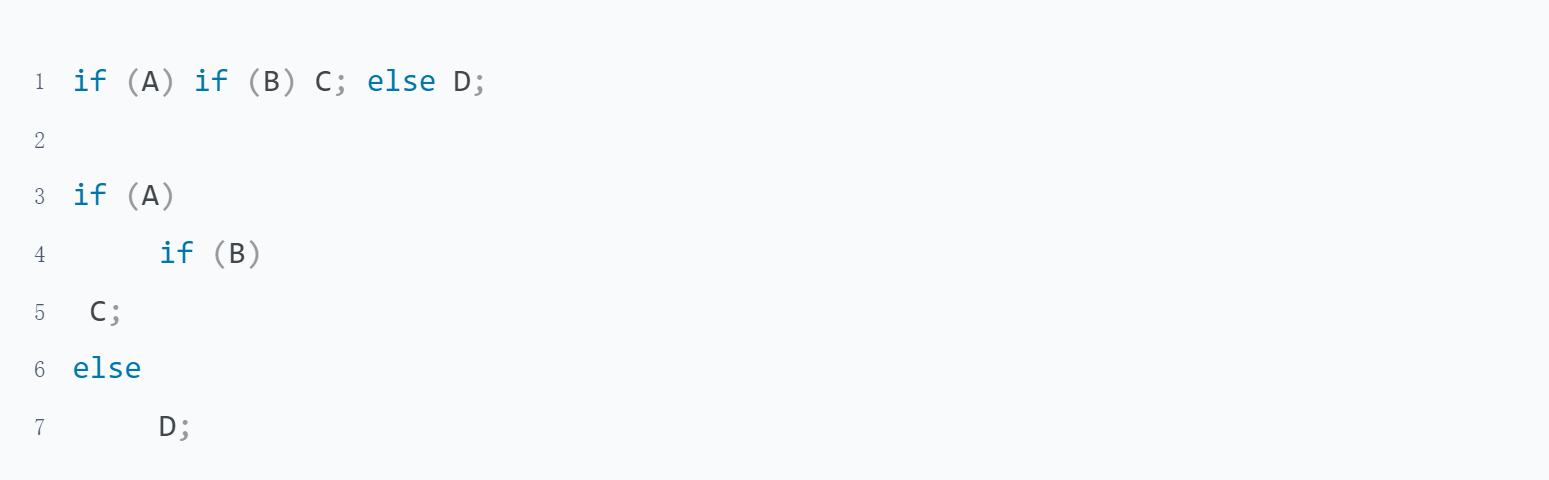 1 if (A) if (B) C; else D;
2
3 if (A)
4      if (B)
5  C;
6 else
7      D;